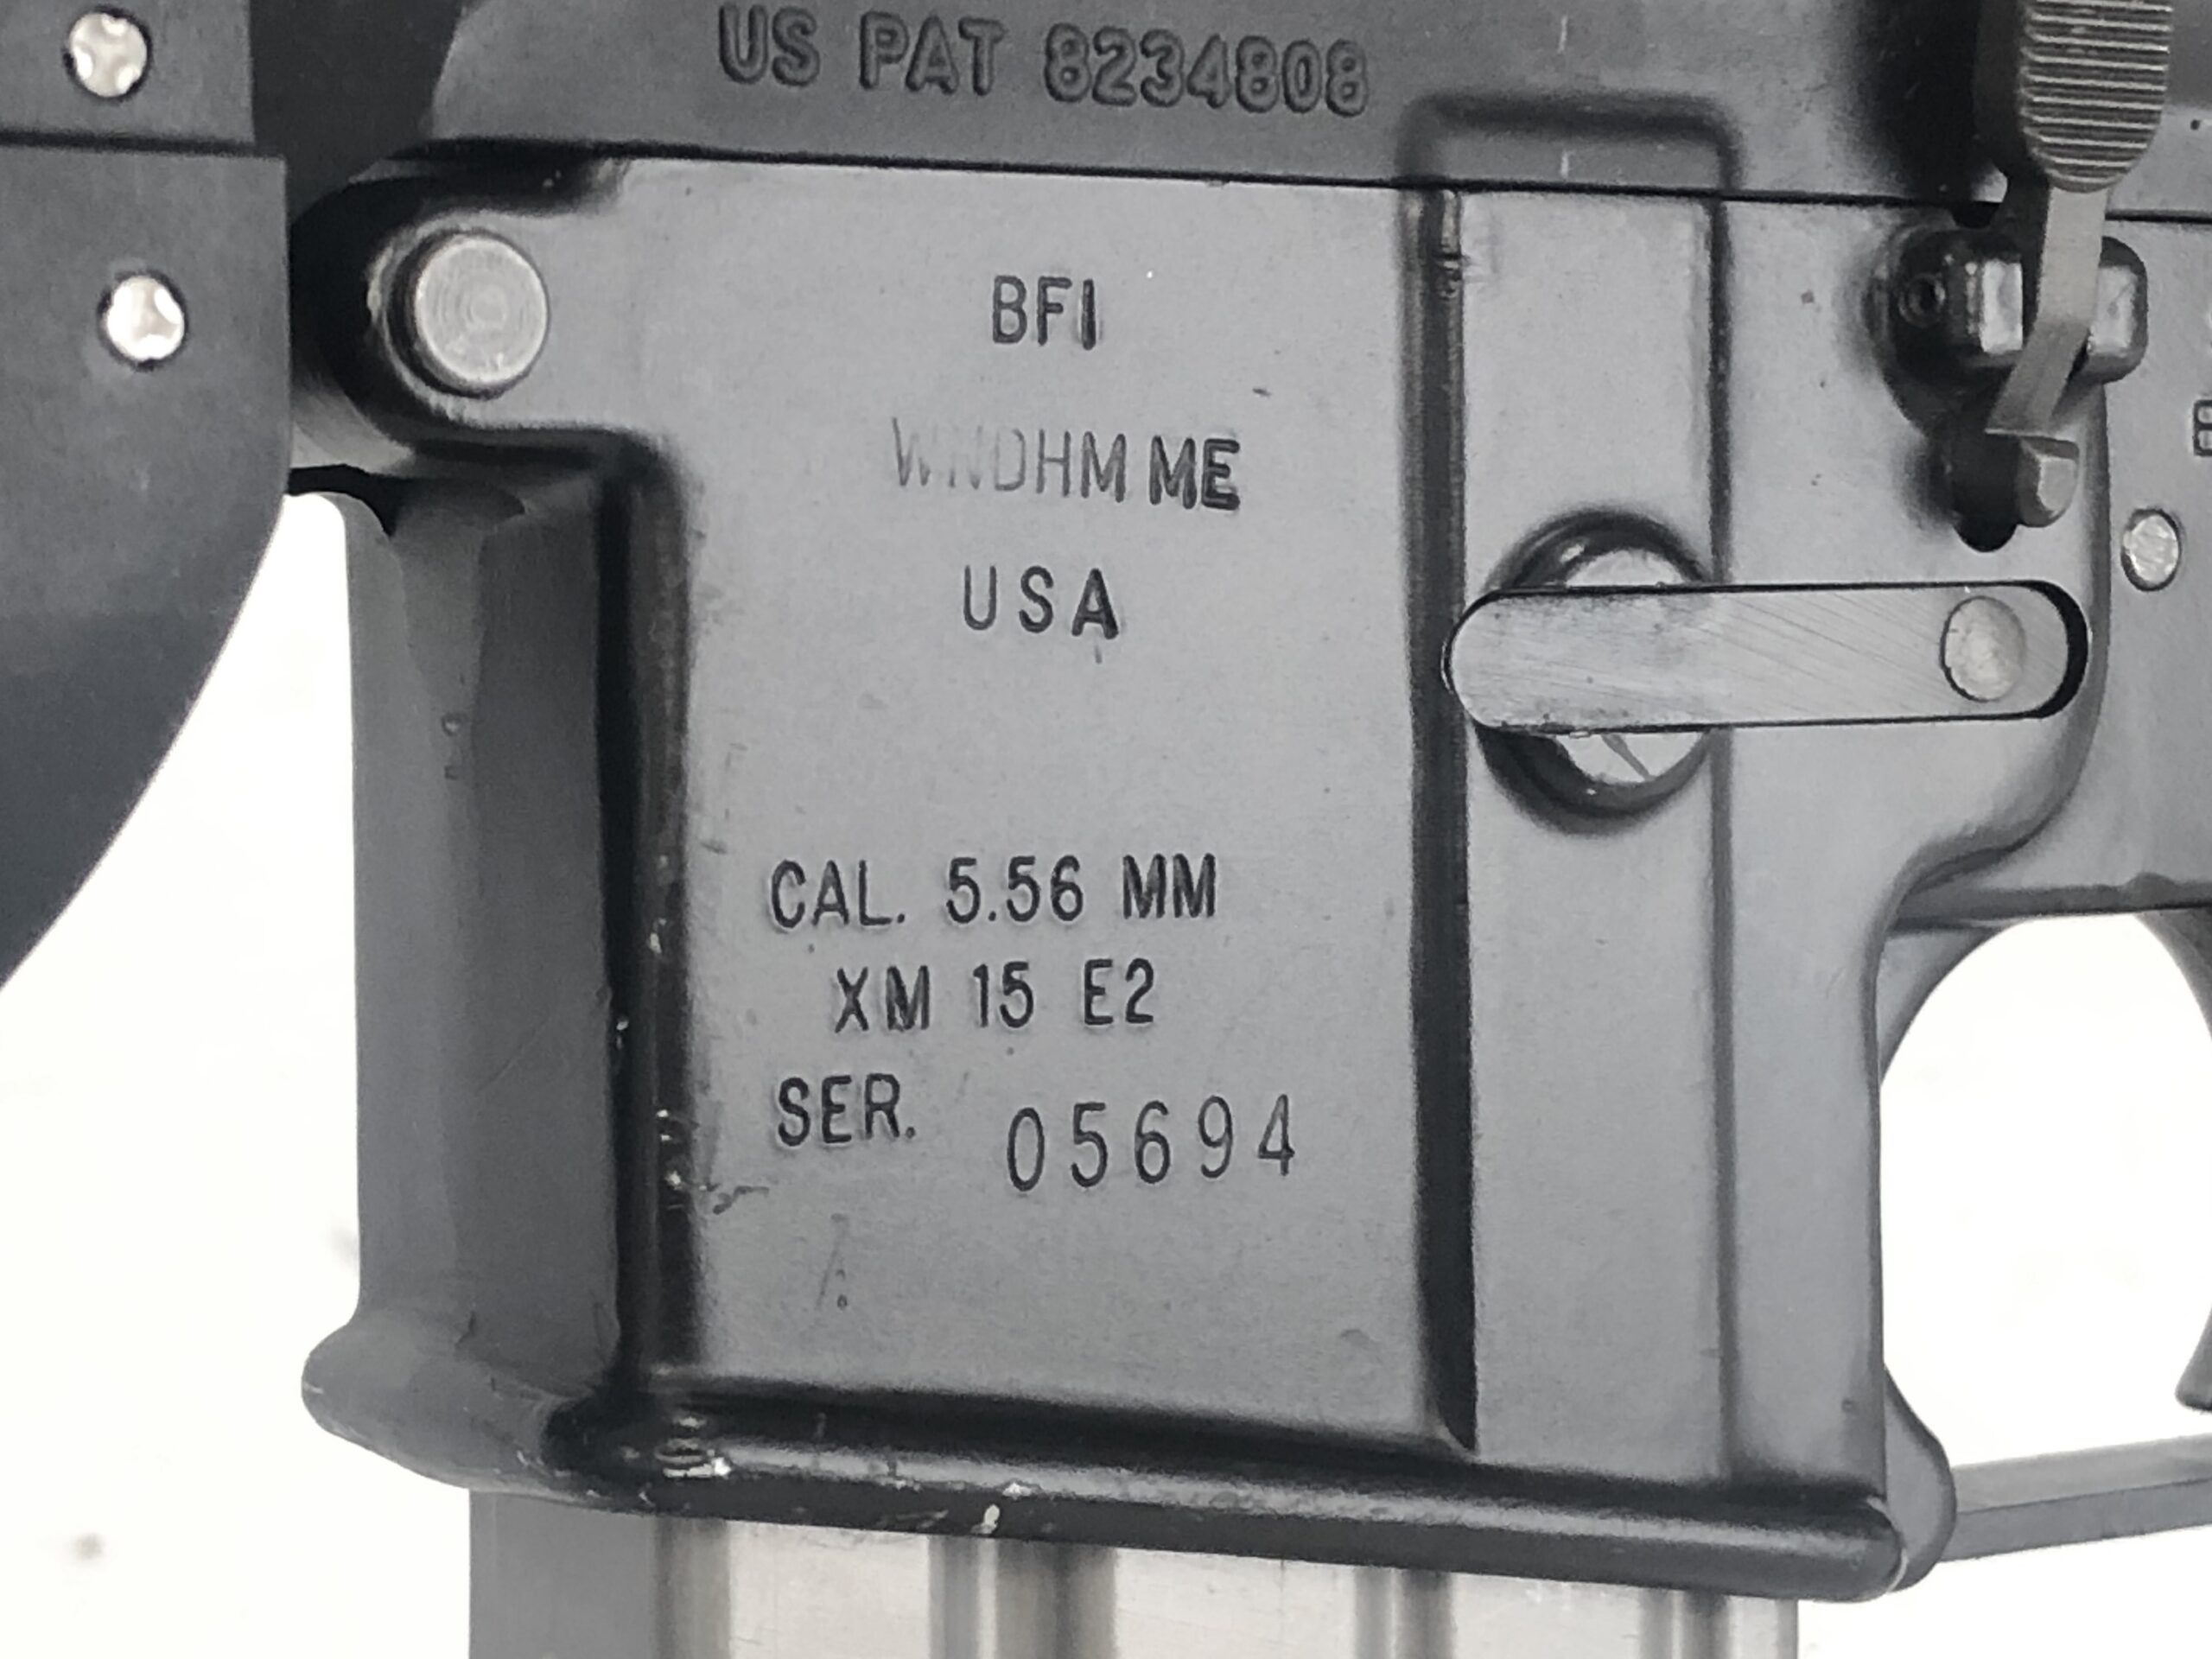 US PAT 8234808
BFI
WNDHM ME
USA
CAL. 5.56 MM
XM 15 E2
SER. 05694